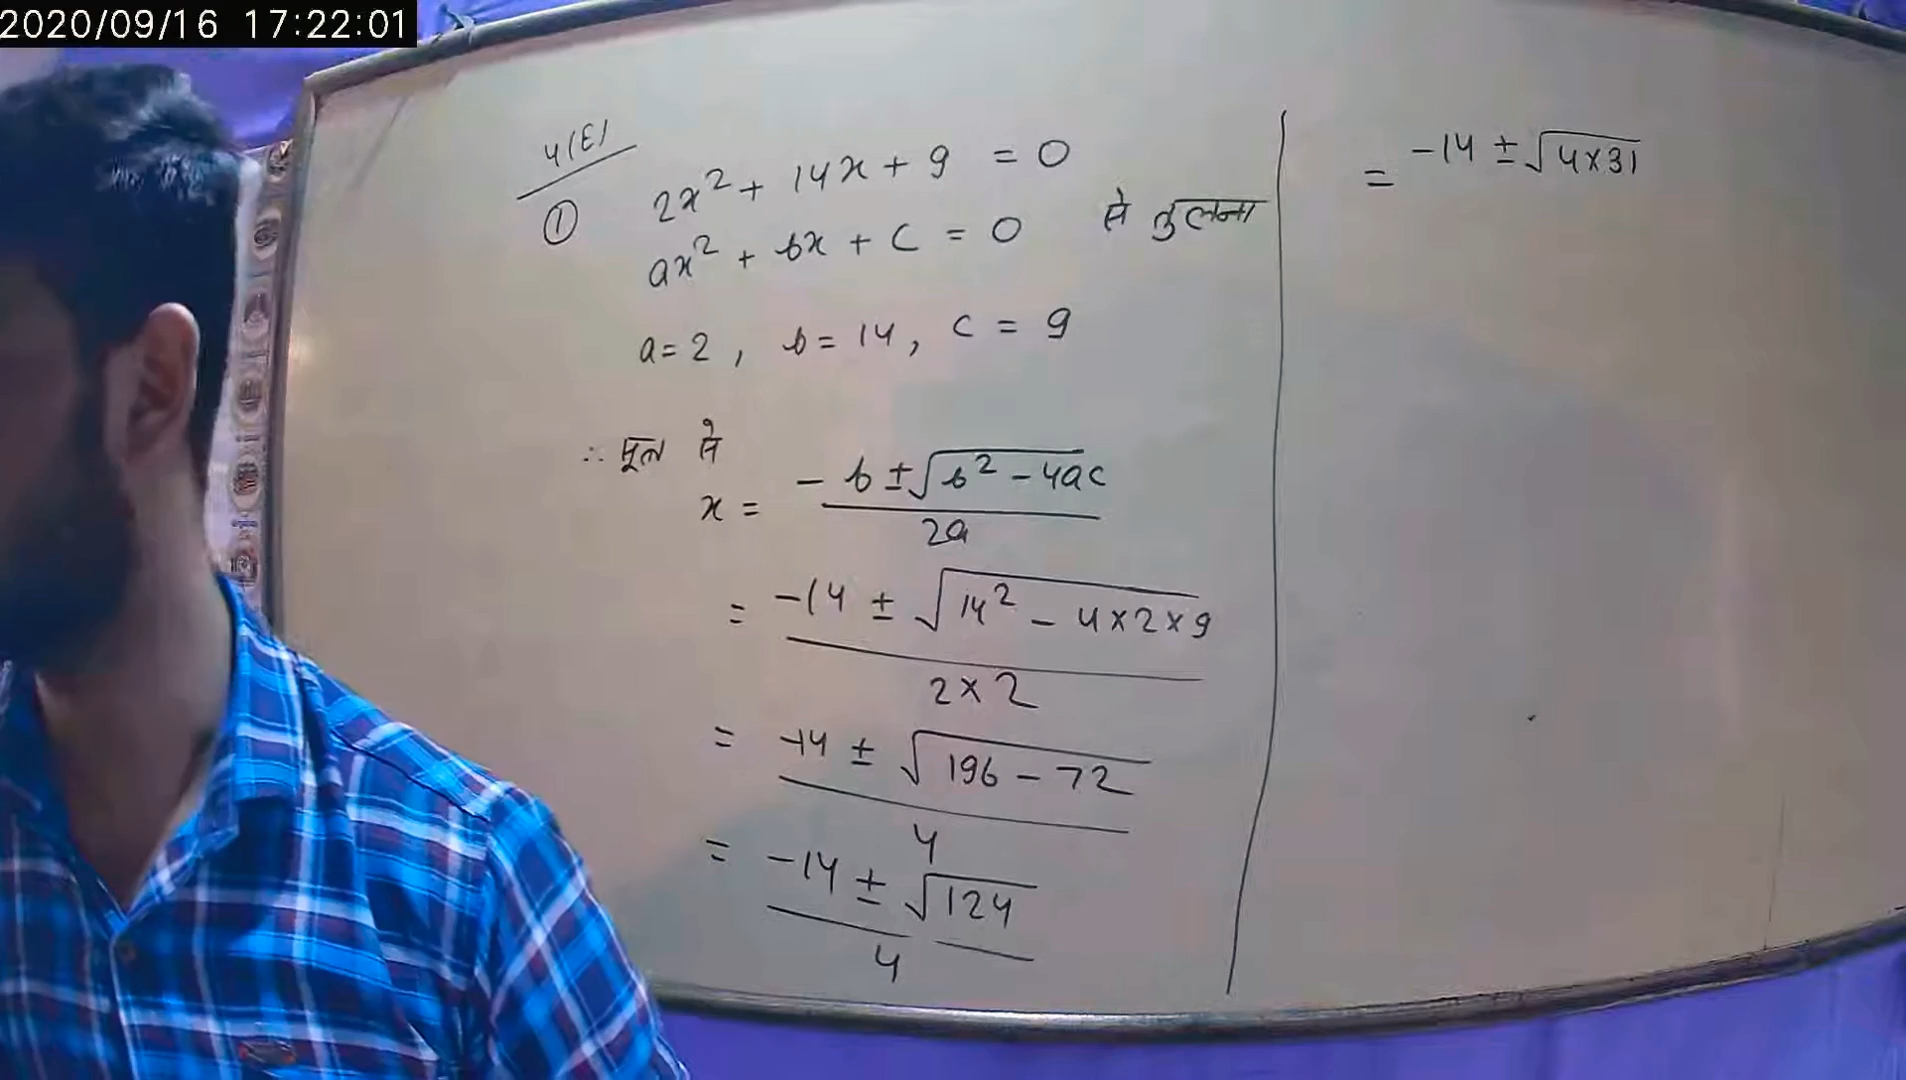 2020/09/16 17:22:01
4(E)
① 2x² + 14x + 9 = 0
ax² + bx + c = 0 से तुलना
a = 2 , b = 14 , c = 9
∴ सूत्र से
x = (- b ± √(b² - 4ac)) / 2a
= (-14 ± √(14² - 4×2×9)) / 2×2
= (-14 ± √(196 - 72)) / 4
= (-14 ± √124) / 4
= -14 ± √(4×31)